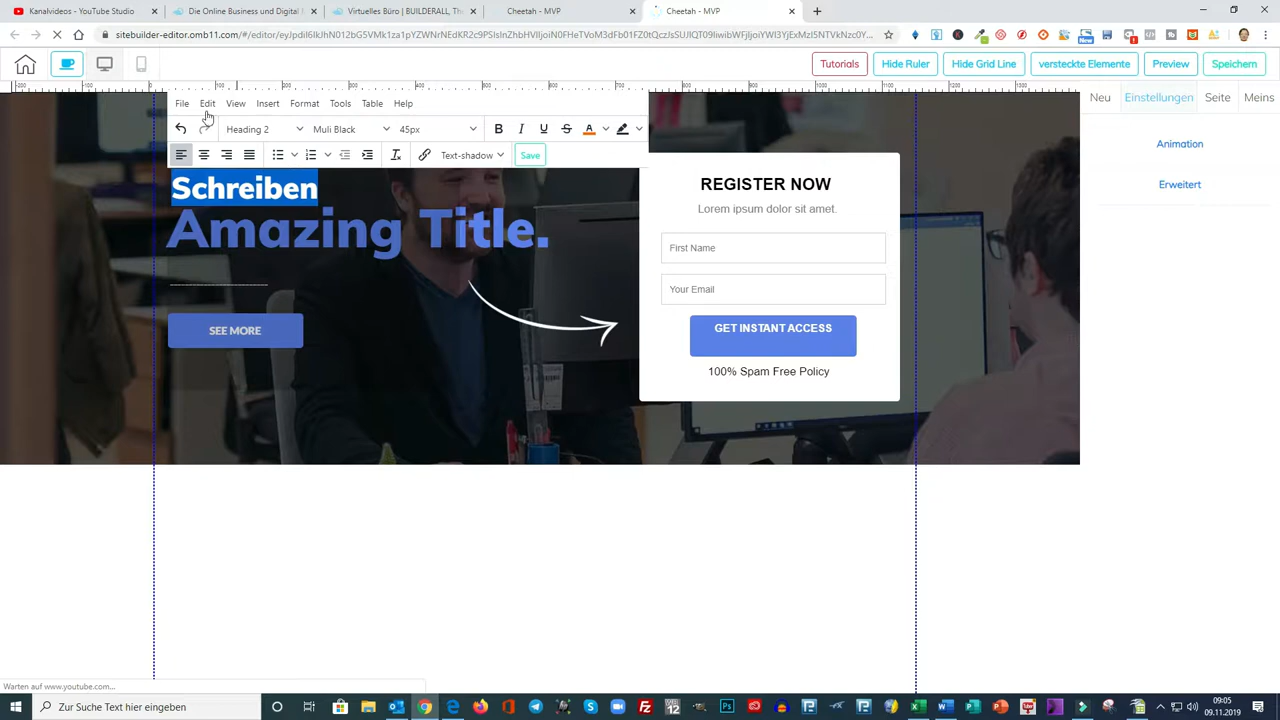 Kanalvideos - YouTube Studio
Die Online Business und Digital
Virtuelles Büro | BUILDERALL, Th
Cheetah - MVP
Cheetah - MVP
Tutorials
Hide Ruler
Hide Grid Line
versteckte Elemente
Preview
Speichern
File Edit View Insert Format Tools Table Help
Neu Einstellungen Seite Meins
Heading 2 Muli Black 45px
Text-shadow Save
Animation
Erweitert
Schreiben
Amazing Title.
SEE MORE
REGISTER NOW
Lorem ipsum dolor sit amet.
First Name
Your Email
GET INSTANT ACCESS
100% Spam Free Policy
Warten auf www.youtube.com...
Zur Suche Text hier eingeben
09:05
09.11.2019